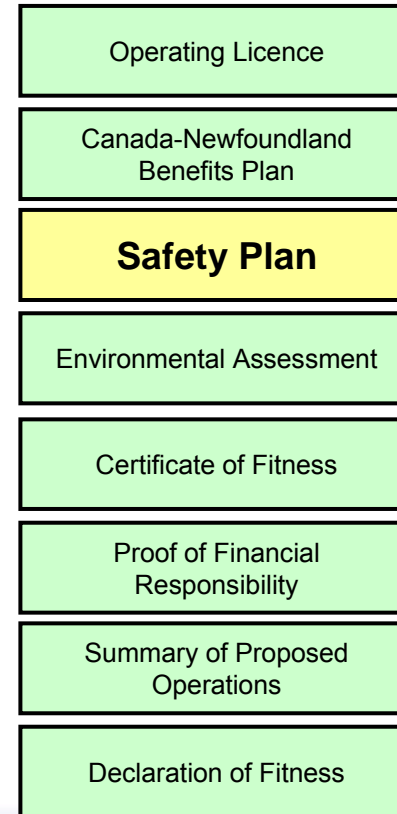 Operating Licence
Canada-Newfoundland
Benefits Plan
Safety Plan
Environmental Assessment
Certificate of Fitness
Proof of Financial
Responsibility
Summary of Proposed
Operations
Declaration of Fitness